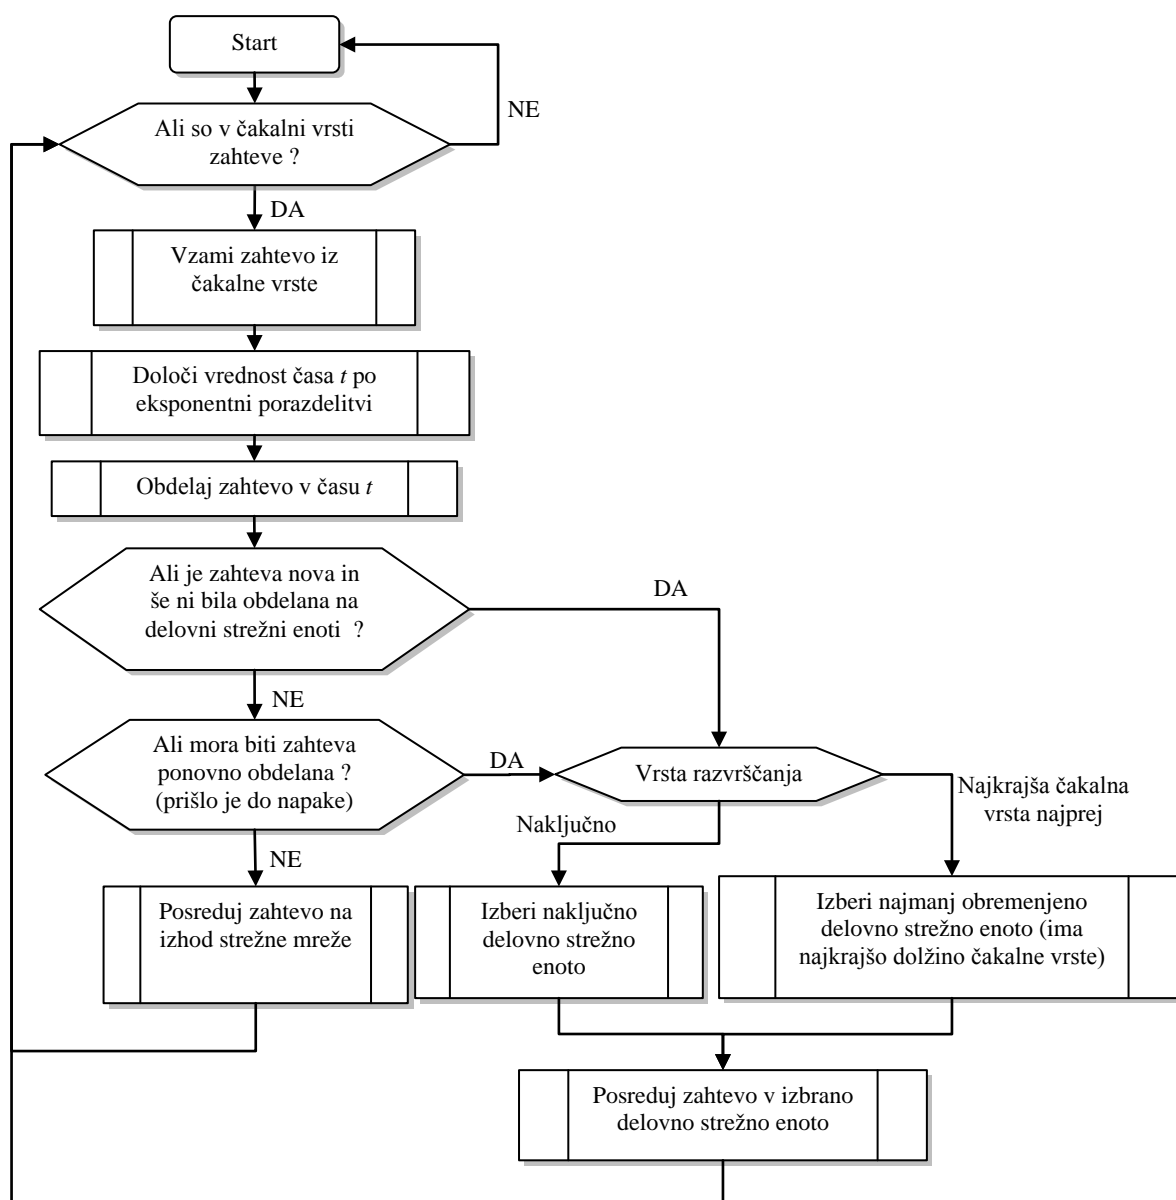 Start
NE
Ali so v čakalni vrsti
zahteve ?
DA
Vzami zahtevo iz
čakalne vrste
Določi vrednost časa t po
eksponentni porazdelitvi
Obdelaj zahtevo v času t
Ali je zahteva nova in
še ni bila obdelana na
delovni strežni enoti ?
DA
NE
Ali mora biti zahteva
ponovno obdelana ?
(prišlo je do napake)
DA
Vrsta razvrščanja
Najkrajša čakalna
vrsta najprej
Naključno
NE
Posreduj zahtevo na
izhod strežne mreže
Izberi naključno
delovno strežno
enoto
Izberi najmanj obremenjeno
delovno strežno enoto (ima
najkrajšo dolžino čakalne vrste)
Posreduj zahtevo v izbrano
delovno strežno enoto